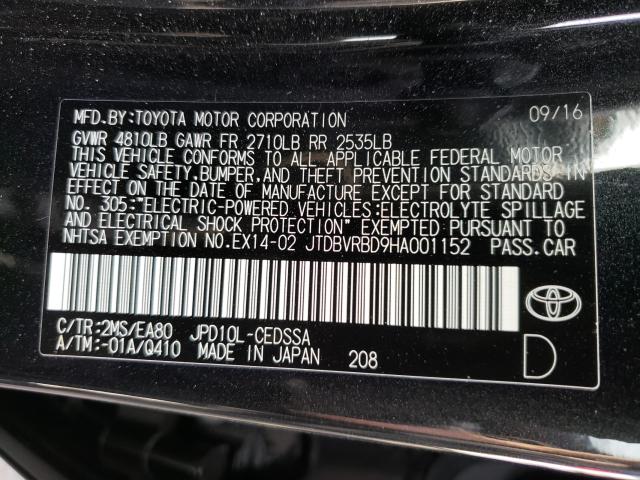 MFD.BY:TOYOTA MOTOR CORPORATION 09/16
GVWR 4810LB GAWR FR 2710LB RR 2535LB
THIS VEHICLE CONFORMS TO ALL APPLICABLE FEDERAL MOTOR
VEHICLE SAFETY,BUMPER,AND THEFT PREVENTION STANDARDS IN
EFFECT ON THE DATE OF MANUFACTURE EXCEPT FOR STANDARD
NO. 305:"ELECTRIC-POWERED VEHICLES:ELECTROLYTE SPILLAGE
AND ELECTRICAL SHOCK PROTECTION" EXEMPTED PURSUANT TO
NHTSA EXEMPTION NO.EX14-02 JTDBVRBD9HA001152 PASS.CAR
C/TR:2MS/EA80 JPD10L-CEDSSA
A/TM:-01A/Q410 MADE IN JAPAN 208
D